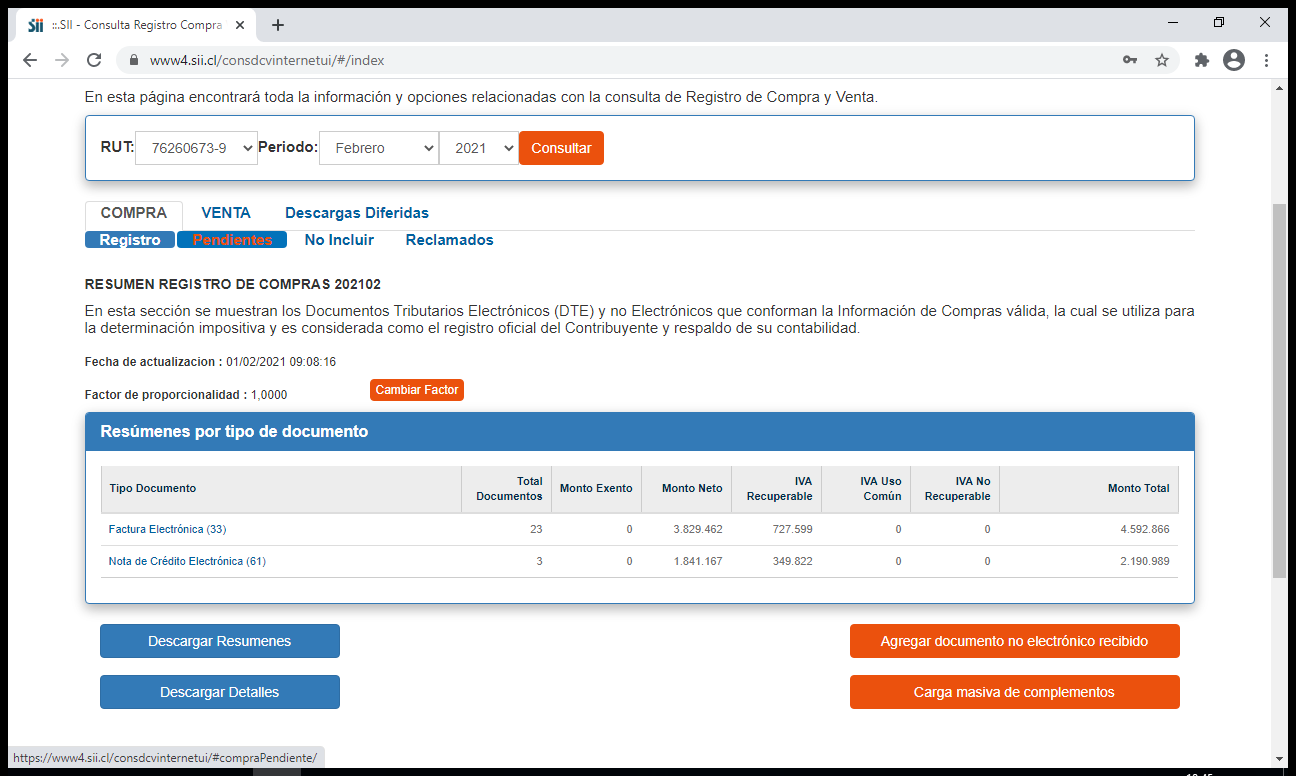 Sii ::.SII - Consulta Registro Compra
www4.sii.cl/consdcvinternetui/#/index
En esta página encontrará toda la información y opciones relacionadas con la consulta de Registro de Compra y Venta.
RUT: 76260673-9 Periodo: Febrero 2021 Consultar
COMPRA VENTA Descargas Diferidas
Registro Pendientes No Incluir Reclamados
RESUMEN REGISTRO DE COMPRAS 202102
En esta sección se muestran los Documentos Tributarios Electrónicos (DTE) y no Electrónicos que conforman la Información de Compras válida, la cual se utiliza para
la determinación impositiva y es considerada como el registro oficial del Contribuyente y respaldo de su contabilidad.
Fecha de actualizacion : 01/02/2021 09:08:16
Factor de proporcionalidad : 1,0000 Cambiar Factor
Resúmenes por tipo de documento
Tipo Documento Total Documentos Monto Exento Monto Neto IVA Recuperable IVA Uso Común IVA No Recuperable Monto Total
Factura Electrónica (33) 23 0 3.829.462 727.599 0 0 4.592.866
Nota de Crédito Electrónica (61) 3 0 1.841.167 349.822 0 0 2.190.989
Descargar Resumenes Agregar documento no electrónico recibido
Descargar Detalles Carga masiva de complementos
https://www4.sii.cl/consdcvinternetui/#compraPendiente/